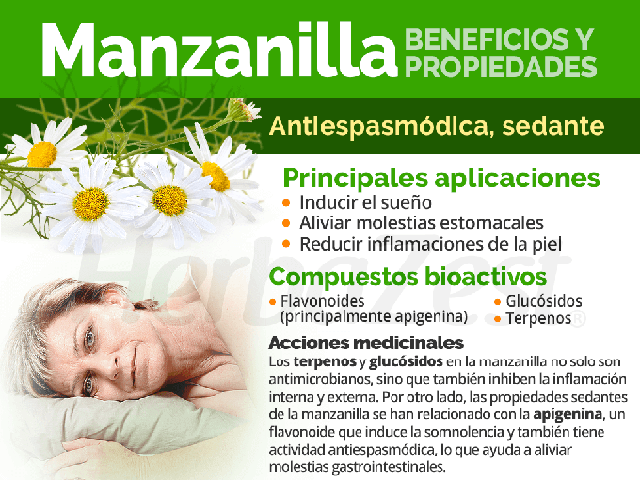 Manzanilla
BENEFICIOS Y
PROPIEDADES
Antiespasmódica, sedante
Principales aplicaciones
• Inducir el sueño
• Aliviar molestias estomacales
• Reducir inflamaciones de la piel
HerbaZest®
Compuestos bioactivos
• Flavonoides
(principalmente apigenina)
• Glucósidos
• Terpenos
Acciones medicinales
Los terpenos y glucósidos en la manzanilla no solo son
antimicrobianos, sino que también inhiben la inflamación
interna y externa. Por otro lado, las propiedades sedantes
de la manzanilla se han relacionado con la apigenina, un
flavonoide que induce la somnolencia y también tiene
actividad antiespasmódica, lo que ayuda a aliviar
molestias gastrointestinales.